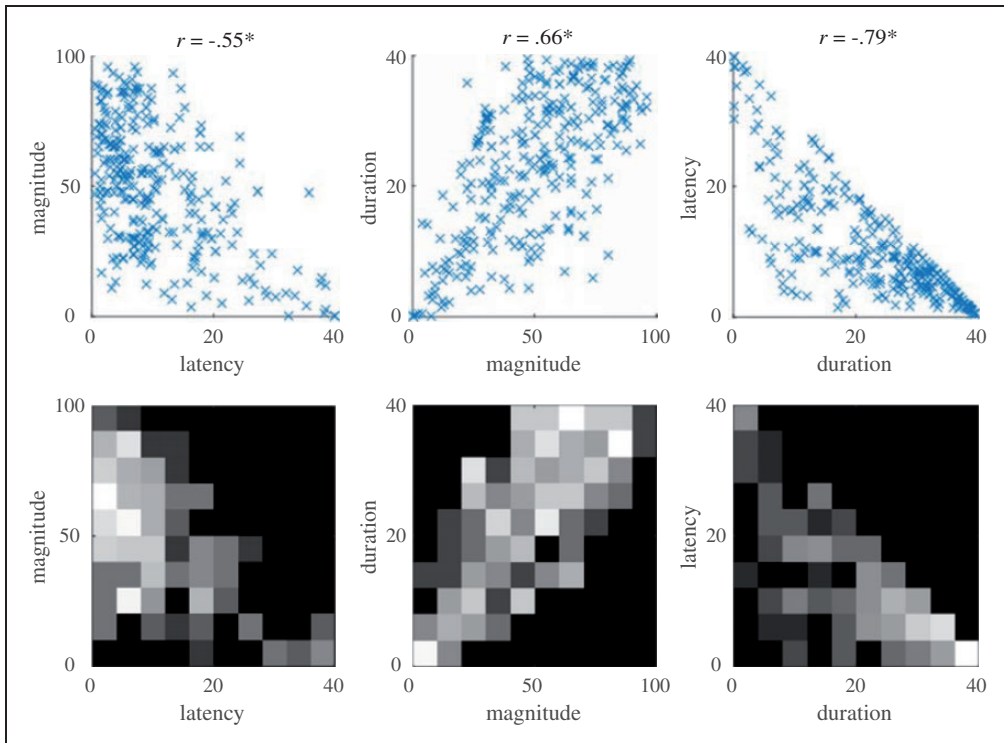 r = -.55*
r = .66*
r = -.79*
100
50
0
magnitude
0 20 40
latency
40
20
0
duration
0 50 100
magnitude
40
20
0
latency
0 20 40
duration
100
50
0
magnitude
0 20 40
latency
40
20
0
duration
0 50 100
magnitude
40
20
0
latency
0 20 40
duration